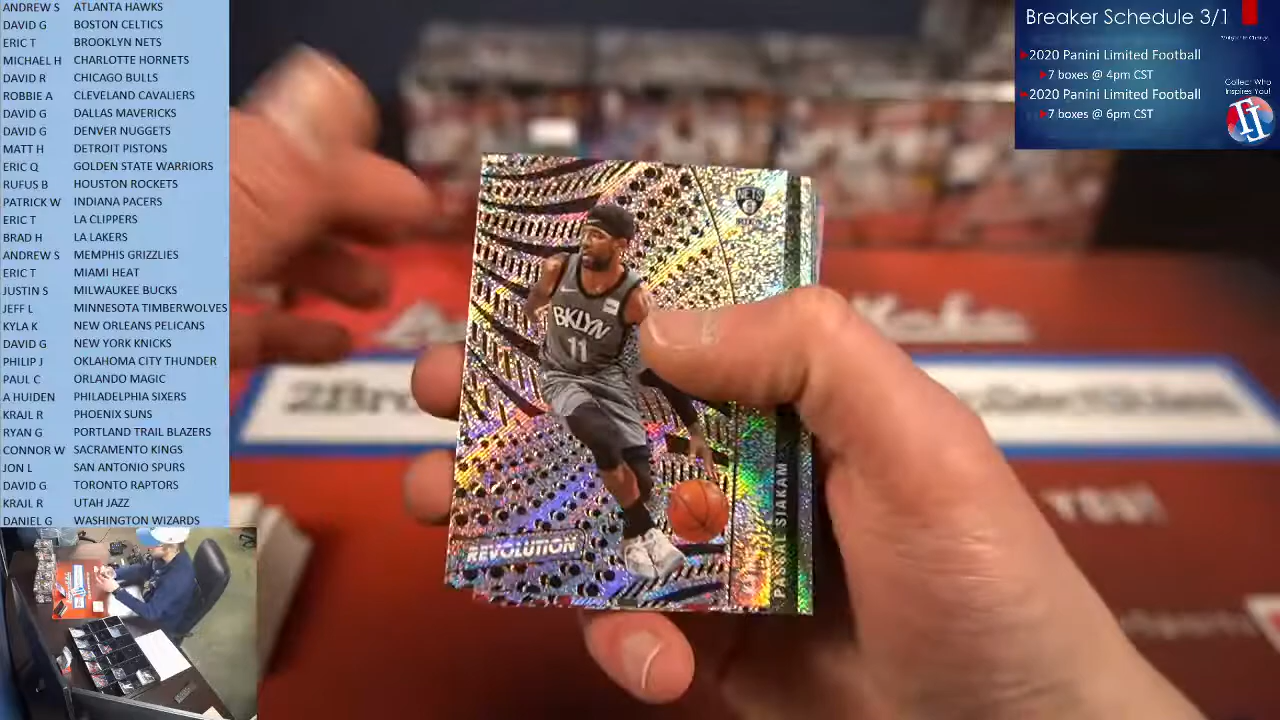 ANDREW S ATLANTA HAWKS
DAVID G BOSTON CELTICS
ERIC T BROOKLYN NETS
MICHAEL H CHARLOTTE HORNETS
DAVID R CHICAGO BULLS
ROBBIE A CLEVELAND CAVALIERS
DAVID G DALLAS MAVERICKS
DAVID G DENVER NUGGETS
MATT H DETROIT PISTONS
ERIC Q GOLDEN STATE WARRIORS
RUFUS B HOUSTON ROCKETS
PATRICK W INDIANA PACERS
ERIC T LA CLIPPERS
BRAD H LA LAKERS
ANDREW S MEMPHIS GRIZZLIES
ERIC T MIAMI HEAT
JUSTIN S MILWAUKEE BUCKS
JEFF L MINNESOTA TIMBERWOLVES
KYLA K NEW ORLEANS PELICANS
DAVID G NEW YORK KNICKS
PHILIP J OKLAHOMA CITY THUNDER
PAUL C ORLANDO MAGIC
A HUIDEN PHILADELPHIA SIXERS
KRAIL R PHOENIX SUNS
RYAN G PORTLAND TRAIL BLAZERS
CONNOR W SACRAMENTO KINGS
JON L SAN ANTONIO SPURS
DAVID G TORONTO RAPTORS
KRAIL R UTAH JAZZ
DANIEL G WASHINGTON WIZARDS
Breaker Schedule 3/1
2020 Panini Limited Football
7 boxes @ 4pm CST
2020 Panini Limited Football
7 boxes @ 6pm CST
Collect Who
Inspires You!
NETS
BKLYN
11
REVOLUTION
PASCAL SIAKAM
YOU!